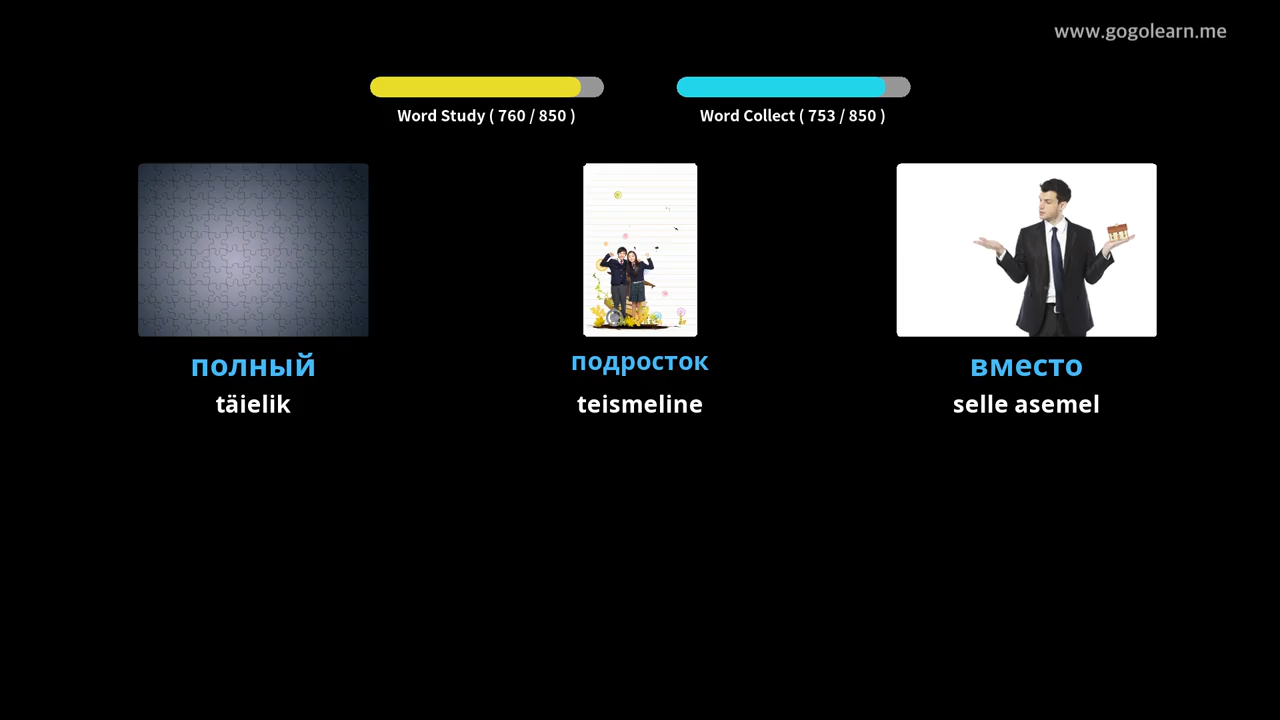 www.gogolearn.me
Word Study ( 760 / 850 )
Word Collect ( 753 / 850 )
полный
подросток
вместо
täielik
teismeline
selle asemel